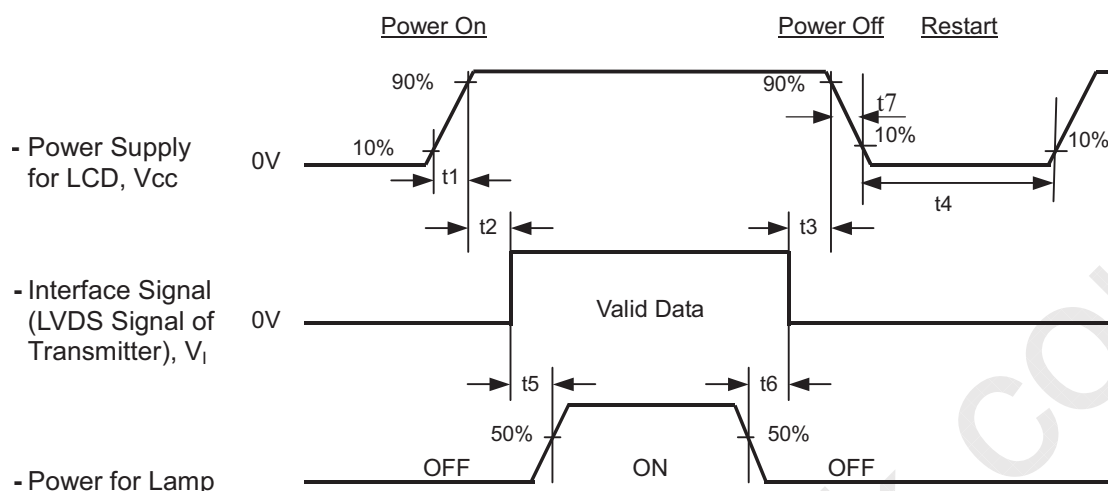 Power On
Power Off
Restart
90%
90%
t7
- Power Supply
for LCD, Vcc
0V
10%
10%
10%
t1
t4
t2
t3
- Interface Signal
(LVDS Signal of
Transmitter), VI
0V
Valid Data
t5
t6
50%
50%
- Power for Lamp
OFF
ON
OFF